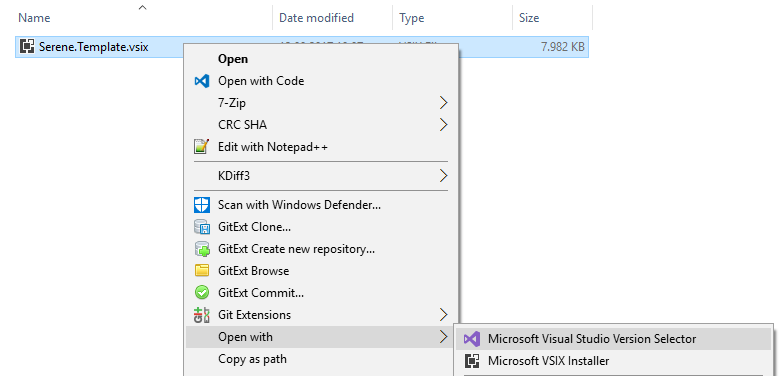 Name Date modified Type Size
Serene.Template.vsix 7.982 KB
Open
Open with Code
7-Zip
CRC SHA
Edit with Notepad++
KDiff3
Scan with Windows Defender...
GitExt Clone...
GitExt Create new repository...
GitExt Browse
GitExt Commit...
Git Extensions
Open with
Microsoft Visual Studio Version Selector
Copy as path
Microsoft VSIX Installer